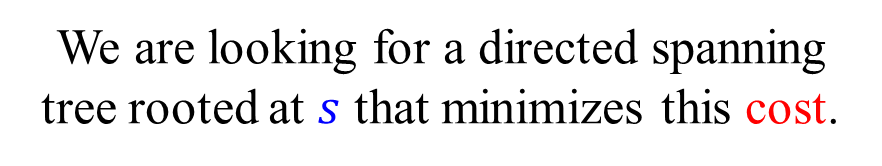 We are looking for a directed spanning
tree rooted at s that minimizes this cost.